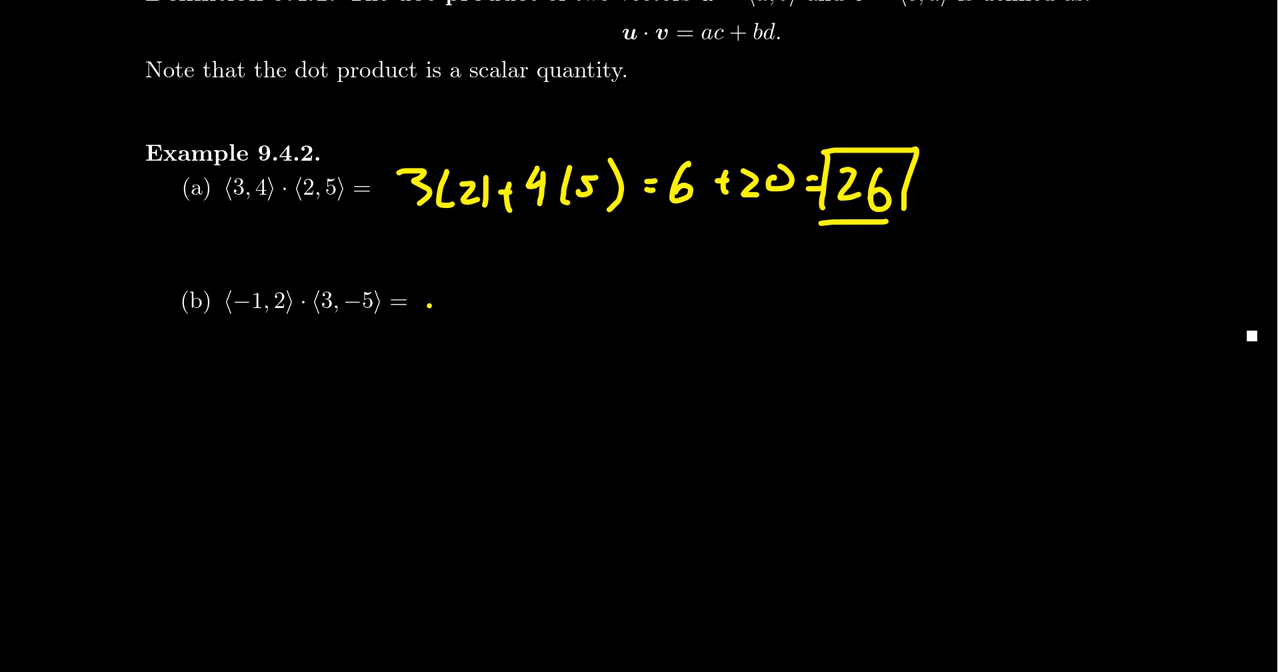 u · v = ac + bd.
Note that the dot product is a scalar quantity.
Example 9.4.2.
(a) ⟨3, 4⟩ · ⟨2, 5⟩ = 3(2)+4(5) = 6 +20 = 26
(b) ⟨−1, 2⟩ · ⟨3, −5⟩ =